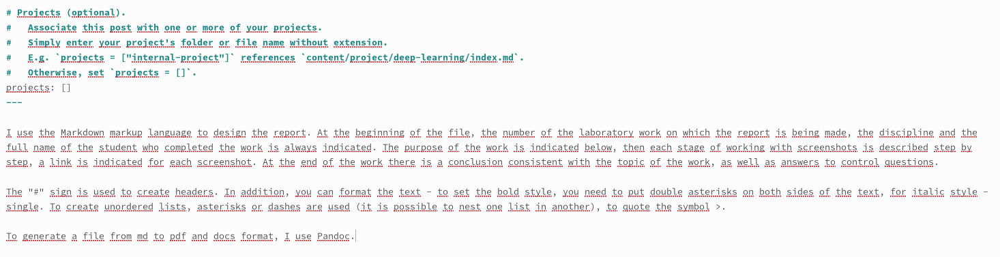 # Projects (optional).
#   Associate this post with one or more of your projects.
#   Simply enter your project's folder or file name without extension.
#   E.g. `projects = ["internal-project"]` references `content/project/deep-learning/index.md`.
#   Otherwise, set `projects = []`.
projects: []
---
I use the Markdown markup language to design the report. At the beginning of the file, the number of the laboratory work on which the report is being made, the discipline and the
full name of the student who completed the work is always indicated. The purpose of the work is indicated below, then each stage of working with screenshots is described step by
step, a link is indicated for each screenshot. At the end of the work there is a conclusion consistent with the topic of the work, as well as answers to control questions.
The "#" sign is used to create headers. In addition, you can format the text - to set the bold style, you need to put double asterisks on both sides of the text, for italic style -
single. To create unordered lists, asterisks or dashes are used (it is possible to nest one list in another), to quote the symbol >.
To generate a file from md to pdf and docs format, I use Pandoc.